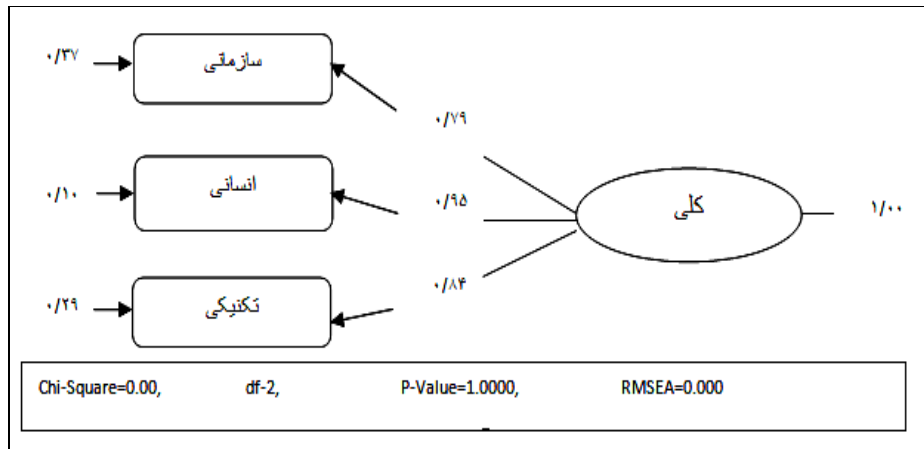 ۰/۳۷
سازمانی
۰/۷۹
۰/۱۰
انسانی
۰/۹۵
کلی
۱/۰۰
۰/۲۹
تکنیکی
۰/۸۴
Chi-Square=0.00, df-2, P-Value=1.0000, RMSEA=0.000